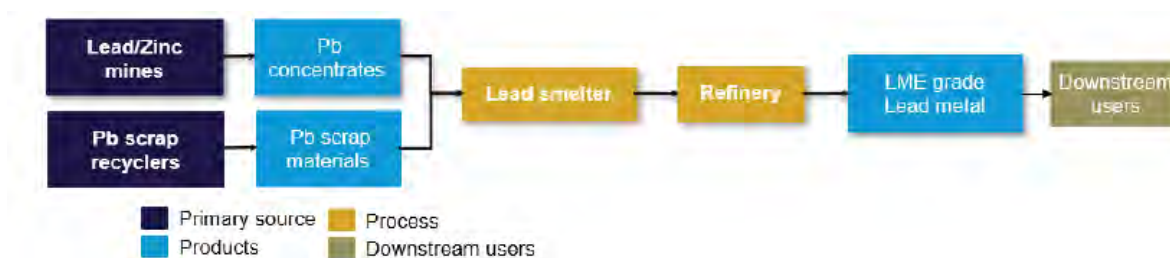 Lead/Zinc
mines
Pb
concentrates
Lead smelter
Refinery
LME grade
Lead metal
Downstream
users
Pb scrap
recyclers
Pb scrap
materials
Primary source
Process
Products
Downstream users